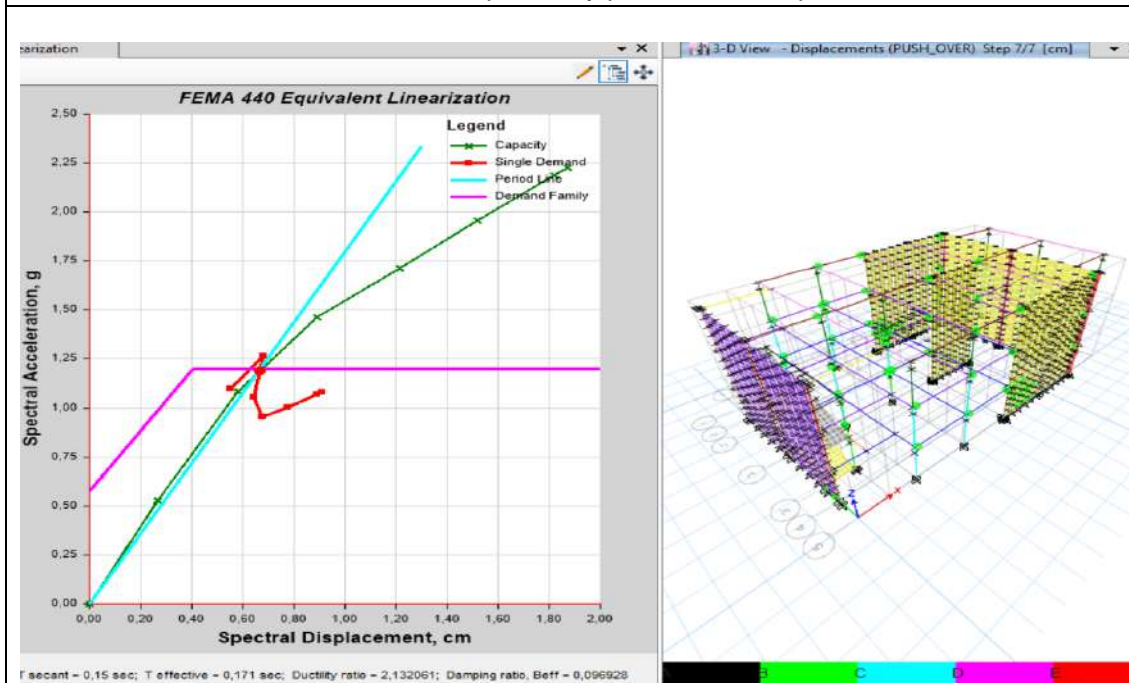 earization
FEMA 440 Equivalent Linearization
Legend
Capacity
Single Demand
Period Line
Demand Family
2,50
2,25
2,00
1,75
1,50
1,25
1,00
0,75
0,50
0,25
0,00
Spectral Acceleration, g
0,00 0,20 0,40 0,60 0,80 1,00 1,20 1,40 1,60 1,80 2,00
Spectral Displacement, cm
T secant = 0,15 sec; T effective = 0,171 sec; Ductility ratio = 2,132061; Damping ratio, Beff = 0,096928
3-D View - Displacements (PUSH_OVER) Step 7/7 [cm]
Z
X
B C D E